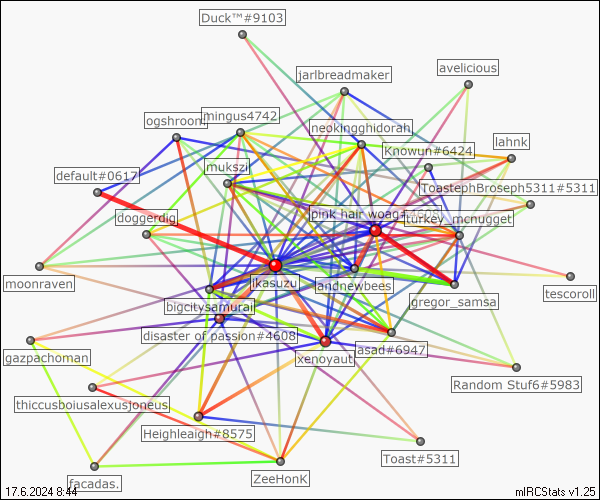 Duck™#9103
jarlbreadmaker
avelicious
mingus4742
ogshroom
neokingghidorah
lahnk
Knowun#6424
mukszi
default#0617
ToastephBroseph5311#5311
doggerdig
pink hair woag
turkey_mcnugget
moonraven
Ikasuzu
andnewbees
tescoroll
gregor_samsa
bigcitysamurai
disaster of passion#4608
xenoyaut
asad#6947
gazpachoman
Random Stuf6#5983
thiccusboiusalexusjoneus
Heighleaigh#8575
Toast#5311
facadas.
ZeeHonK
17.6.2024 8:44
mIRCStats v1.25